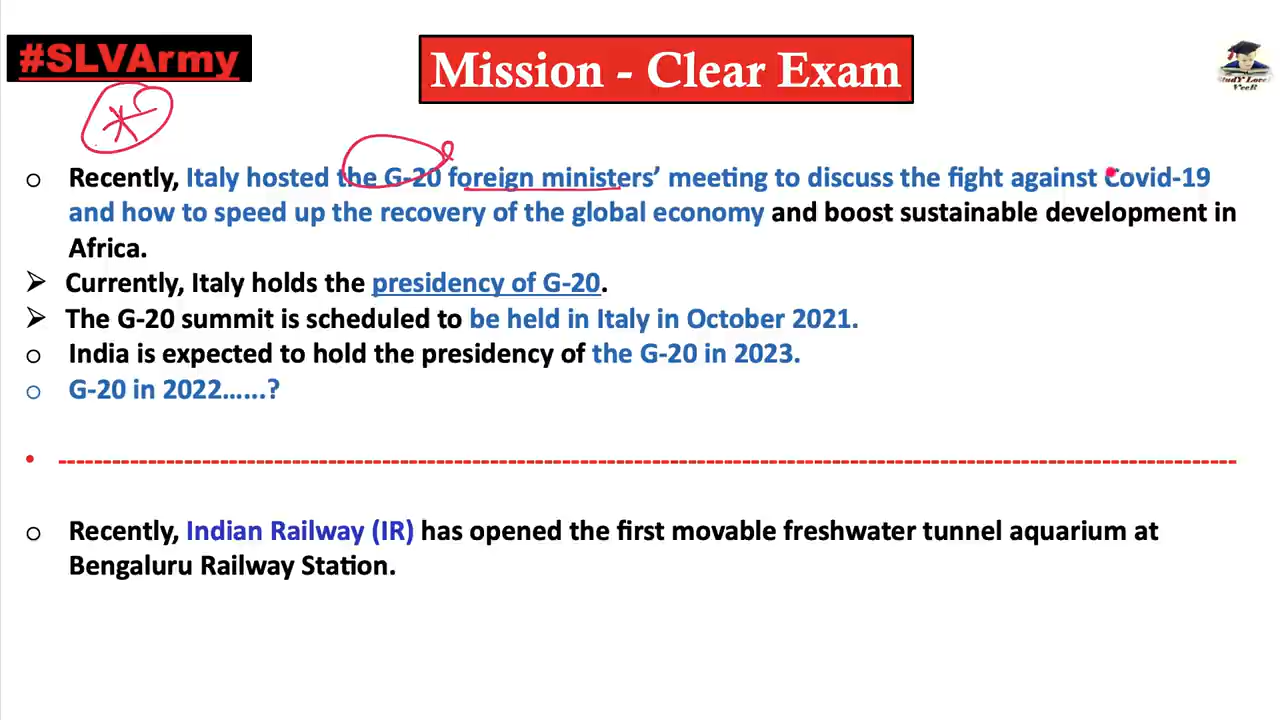 #SLVArmy
Mission - Clear Exam
StudY Lover
VeeR
o Recently, Italy hosted the G-20 foreign ministers’ meeting to discuss the fight against Covid-19
and how to speed up the recovery of the global economy and boost sustainable development in
Africa.
➢ Currently, Italy holds the presidency of G-20.
➢ The G-20 summit is scheduled to be held in Italy in October 2021.
o India is expected to hold the presidency of the G-20 in 2023.
o G-20 in 2022......?
o Recently, Indian Railway (IR) has opened the first movable freshwater tunnel aquarium at
Bengaluru Railway Station.